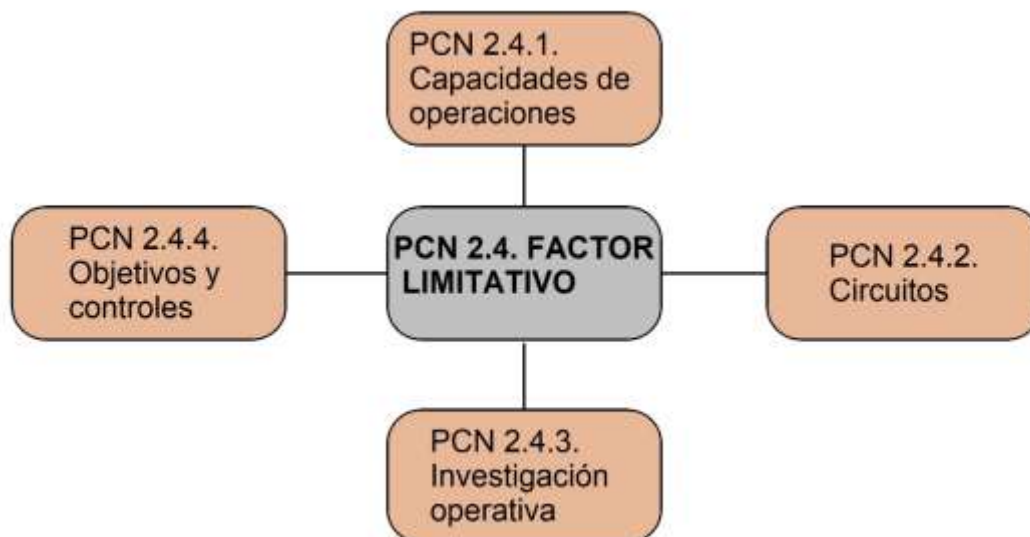 PCN 2.4.1.
Capacidades de
operaciones
PCN 2.4.4.
Objetivos y
controles
PCN 2.4. FACTOR
LIMITATIVO
PCN 2.4.2.
Circuitos
PCN 2.4.3.
Investigación
operativa